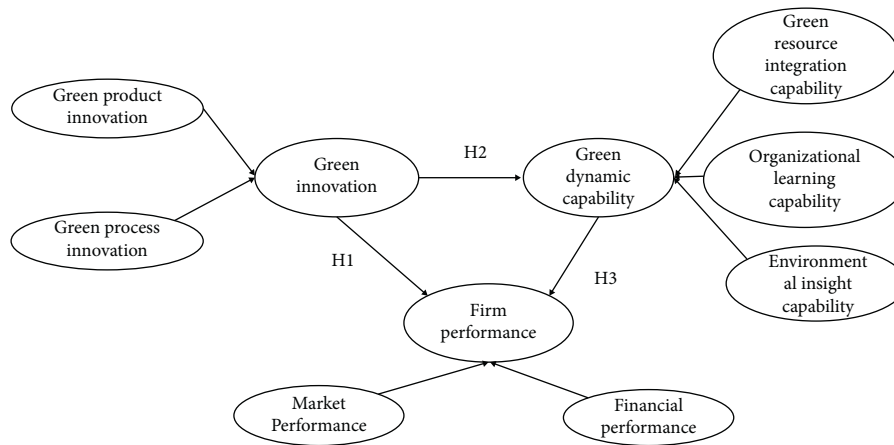 Green product
innovation
Green process
innovation
Green
innovation
H2
Green
dynamic
capability
Green
resource
integration
capability
Organizational
learning
capability
Environment
al insight
capability
H1
H3
Firm
performance
Market
Performance
Financial
performance